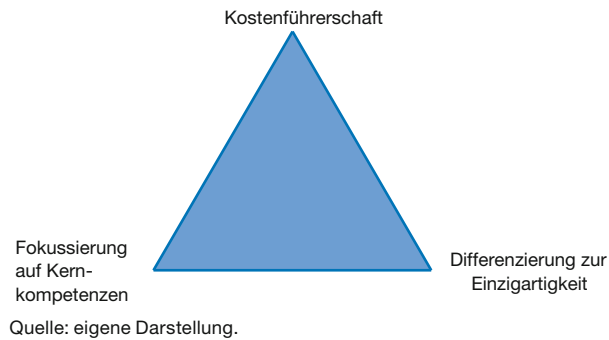 Kostenführerschaft
Fokussierung
auf Kern-
kompetenzen
Differenzierung zur
Einzigartigkeit
Quelle: eigene Darstellung.